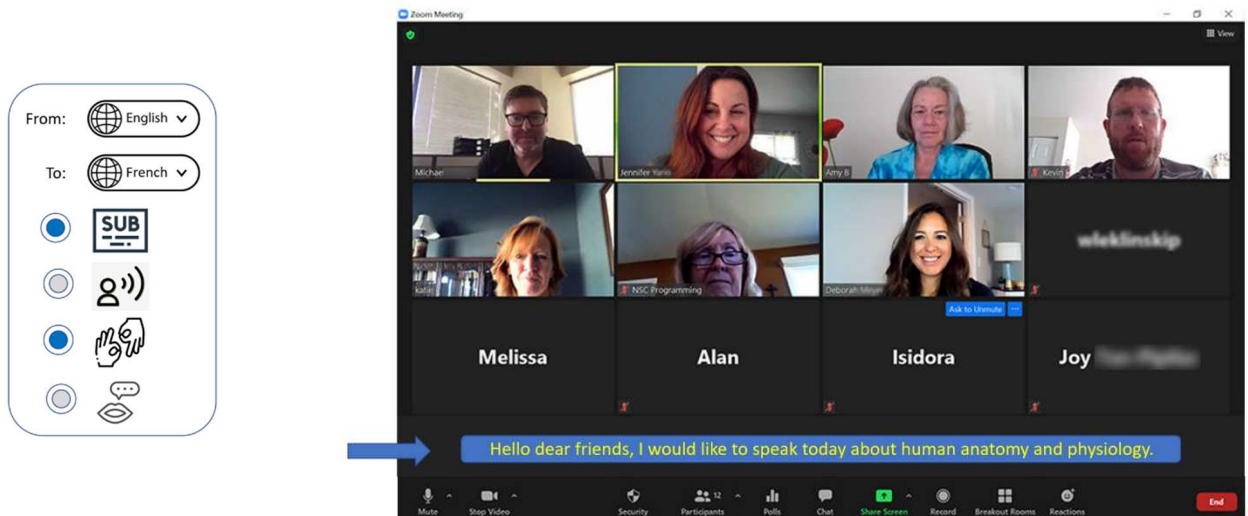 From:
English
To:
French
SUB
Zoom Meeting
View
Michael
Jennifer
Amy B
Kevin
katie
NSC Programming
Deborah
Ask to Unmute
Melissa
Alan
Isidora
Joy
Hello dear friends, I would like to speak today about human anatomy and physiology.
Mute
Stop Video
Security
Participants
12
Polls
Chat
Share Screen
Record
Breakout Rooms
Reactions
End